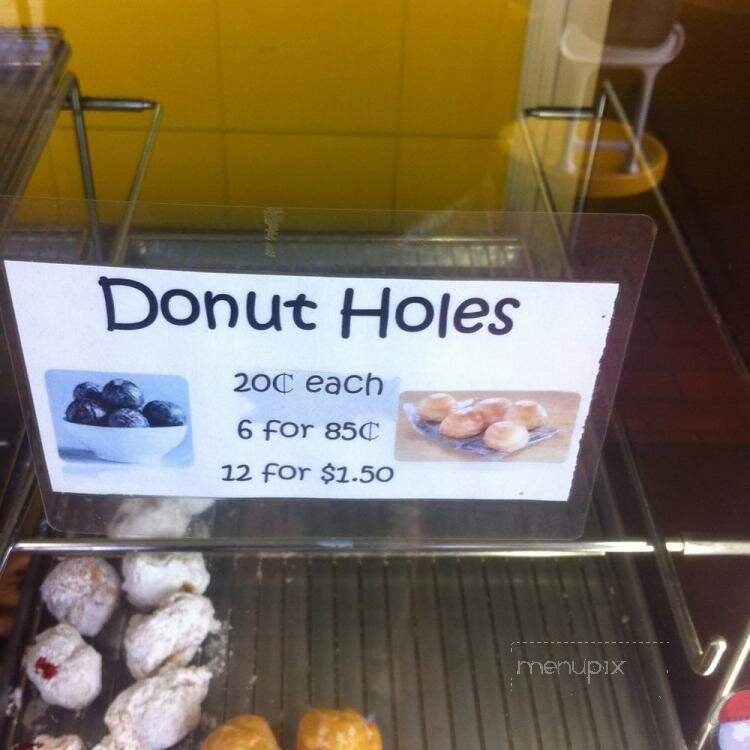 Donut Holes
20₵ each
6 for 85₵
12 for $1.50
menupix